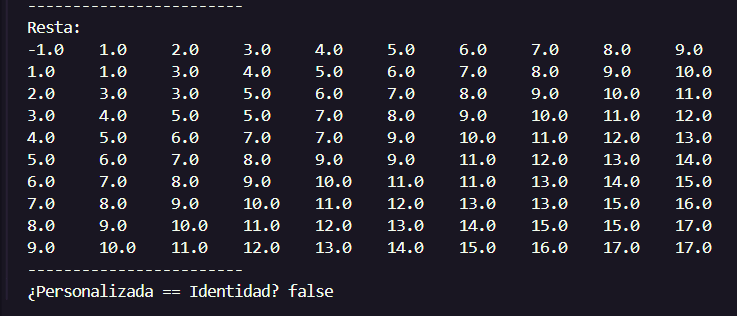 ------------------------
Resta:
-1.0 1.0 2.0 3.0 4.0 5.0 6.0 7.0 8.0 9.0
1.0 1.0 3.0 4.0 5.0 6.0 7.0 8.0 9.0 10.0
2.0 3.0 3.0 5.0 6.0 7.0 8.0 9.0 10.0 11.0
3.0 4.0 5.0 5.0 7.0 8.0 9.0 10.0 11.0 12.0
4.0 5.0 6.0 7.0 7.0 9.0 10.0 11.0 12.0 13.0
5.0 6.0 7.0 8.0 9.0 9.0 11.0 12.0 13.0 14.0
6.0 7.0 8.0 9.0 10.0 11.0 11.0 13.0 14.0 15.0
7.0 8.0 9.0 10.0 11.0 12.0 13.0 13.0 15.0 16.0
8.0 9.0 10.0 11.0 12.0 13.0 14.0 15.0 15.0 17.0
9.0 10.0 11.0 12.0 13.0 14.0 15.0 16.0 17.0 17.0
------------------------
¿Personalizada == Identidad? false